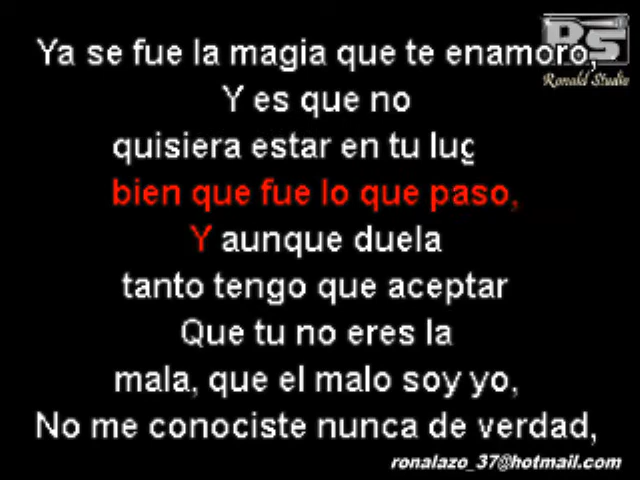 Ya se fue la magia que te enamoro,
RS
Ronald Studio
Y es que no
quisiera estar en tu lug
bien que fue lo que paso,
Y aunque duela
tanto tengo que aceptar
Que tu no eres la
mala, que el malo soy yo,
No me conociste nunca de verdad,
ronalazo_37@hotmail.com